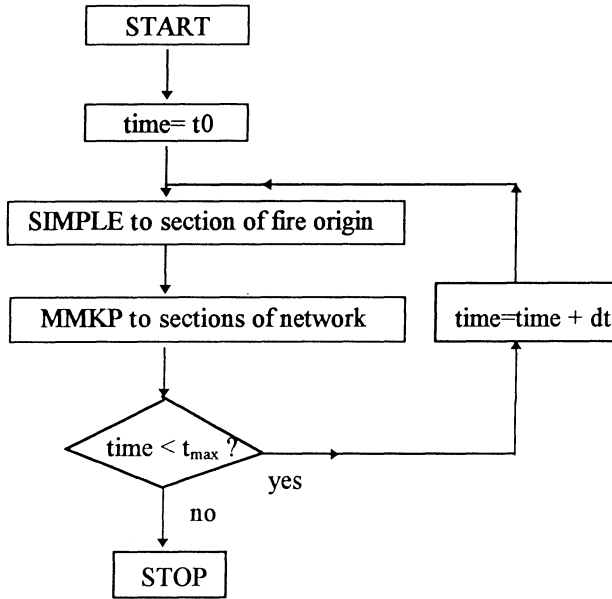 START
time= t0
SIMPLE to section of fire origin
MMKP to sections of network
time=time + dt
time < tmax ?
yes
no
STOP